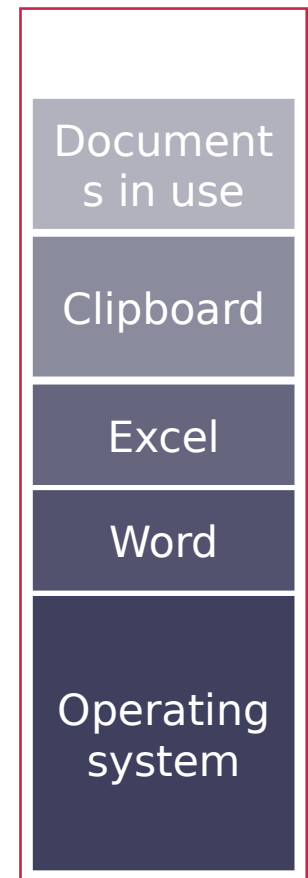 Document
s in use
Clipboard
Excel
Word
Operating
system